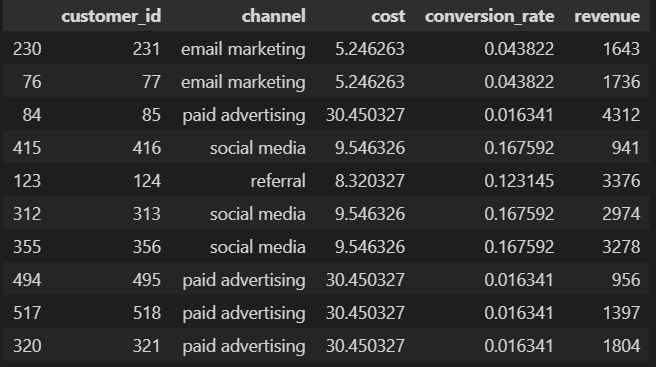 customer_id channel cost conversion_rate revenue
230 231 email marketing 5.246263 0.043822 1643
76 77 email marketing 5.246263 0.043822 1736
84 85 paid advertising 30.450327 0.016341 4312
415 416 social media 9.546326 0.167592 941
123 124 referral 8.320327 0.123145 3376
312 313 social media 9.546326 0.167592 2974
355 356 social media 9.546326 0.167592 3278
494 495 paid advertising 30.450327 0.016341 956
517 518 paid advertising 30.450327 0.016341 1397
320 321 paid advertising 30.450327 0.016341 1804